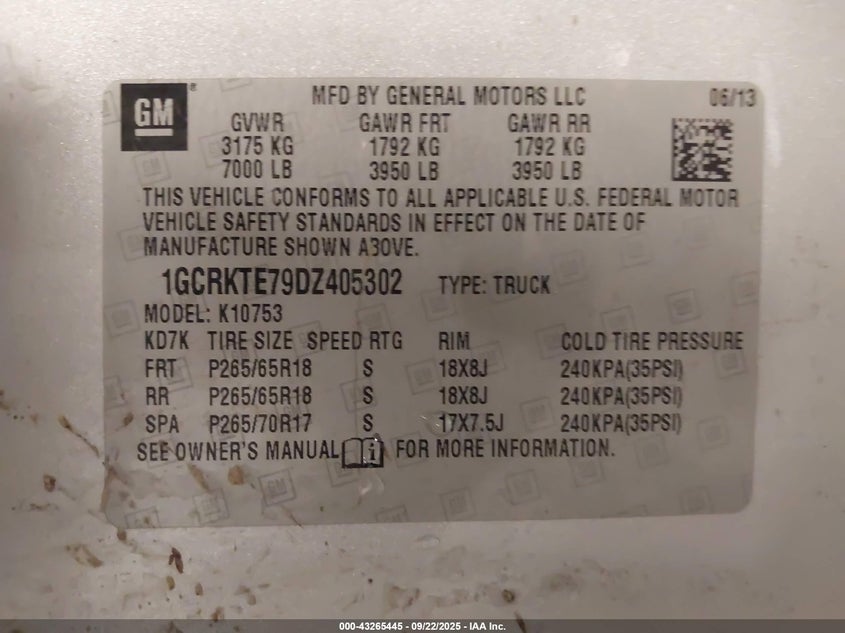 GM ®
MFD BY GENERAL MOTORS LLC 06/13
GVWR GAWR FRT GAWR RR
3175 KG 1792 KG 1792 KG
7000 LB 3950 LB 3950 LB
THIS VEHICLE CONFORMS TO ALL APPLICABLE U.S. FEDERAL MOTOR
VEHICLE SAFETY STANDARDS IN EFFECT ON THE DATE OF
MANUFACTURE SHOWN ABOVE.
1GCRKTE79DZ405302 TYPE: TRUCK
MODEL: K10753
KD7K TIRE SIZE SPEED RTG RIM COLD TIRE PRESSURE
FRT P265/65R18 S 18X8J 240KPA(35PSI)
RR P265/65R18 S 18X8J 240KPA(35PSI)
SPA P265/70R17 S 17X7.5J 240KPA(35PSI)
SEE OWNER'S MANUAL i FOR MORE INFORMATION.
000-43265445 - 09/22/2025 - IAA Inc.